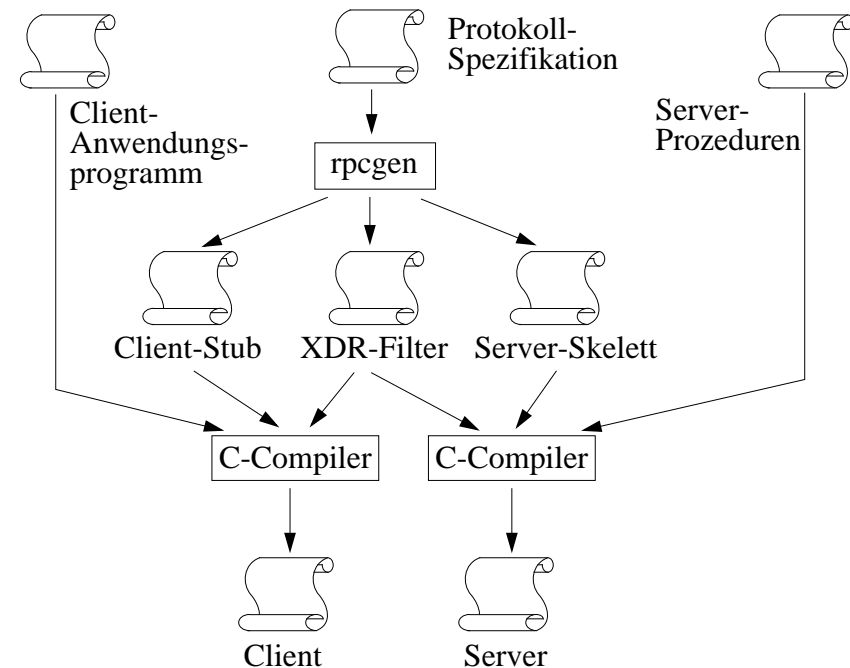 Protokoll-
Spezifikation
Client-
Anwendungs-
programm
Server-
Prozeduren
rpcgen
Client-Stub
XDR-Filter
Server-Skelett
C-Compiler
C-Compiler
Client
Server